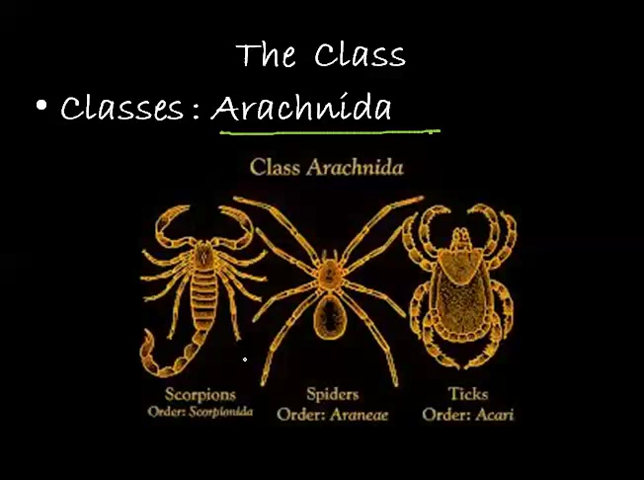 The Class
• Classes: Arachnida
Class Arachnida
Scorpions
Order: Scorpionida
Spiders
Order: Araneae
Ticks
Order: Acari